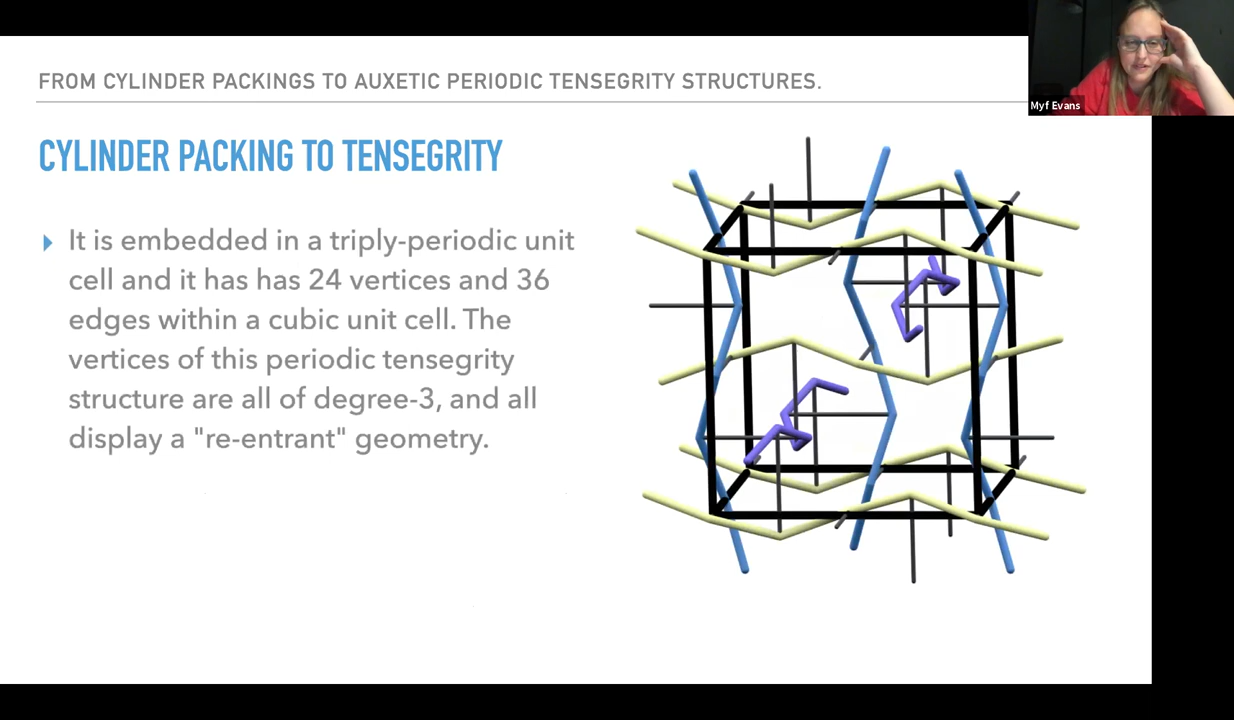 FROM CYLINDER PACKINGS TO AUXETIC PERIODIC TENSEGRITY STRUCTURES.
Myf Evans
CYLINDER PACKING TO TENSEGRITY
It is embedded in a triply-periodic unit
cell and it has has 24 vertices and 36
edges within a cubic unit cell. The
vertices of this periodic tensegrity
structure are all of degree-3, and all
display a "re-entrant" geometry.